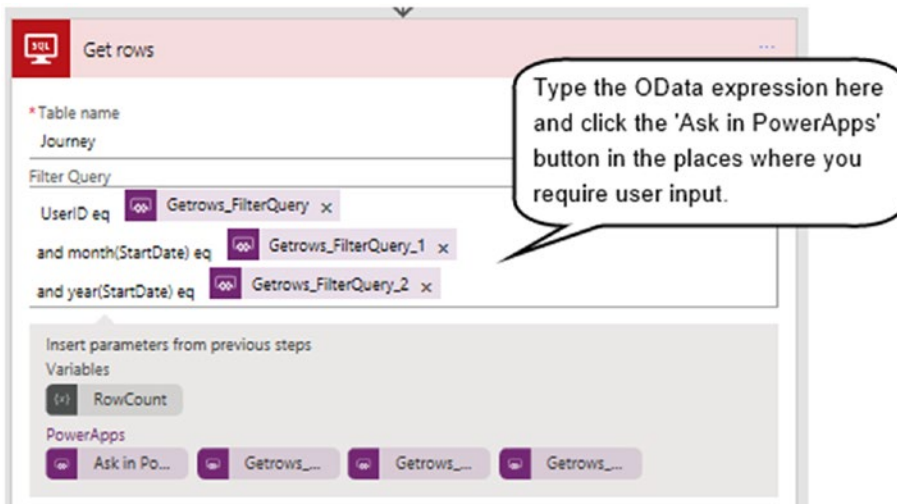 SQL
Get rows
...
Type the OData expression here
and click the 'Ask in PowerApps'
button in the places where you
require user input.
*Table name
Journey
Filter Query
UserID eq Getrows_FilterQuery x
and month(StartDate) eq Getrows_FilterQuery_1 x
and year(StartDate) eq Getrows_FilterQuery_2 x
Insert parameters from previous steps
Variables
{x} RowCount
PowerApps
Ask in Po... Getrows_... Getrows_... Getrows_...